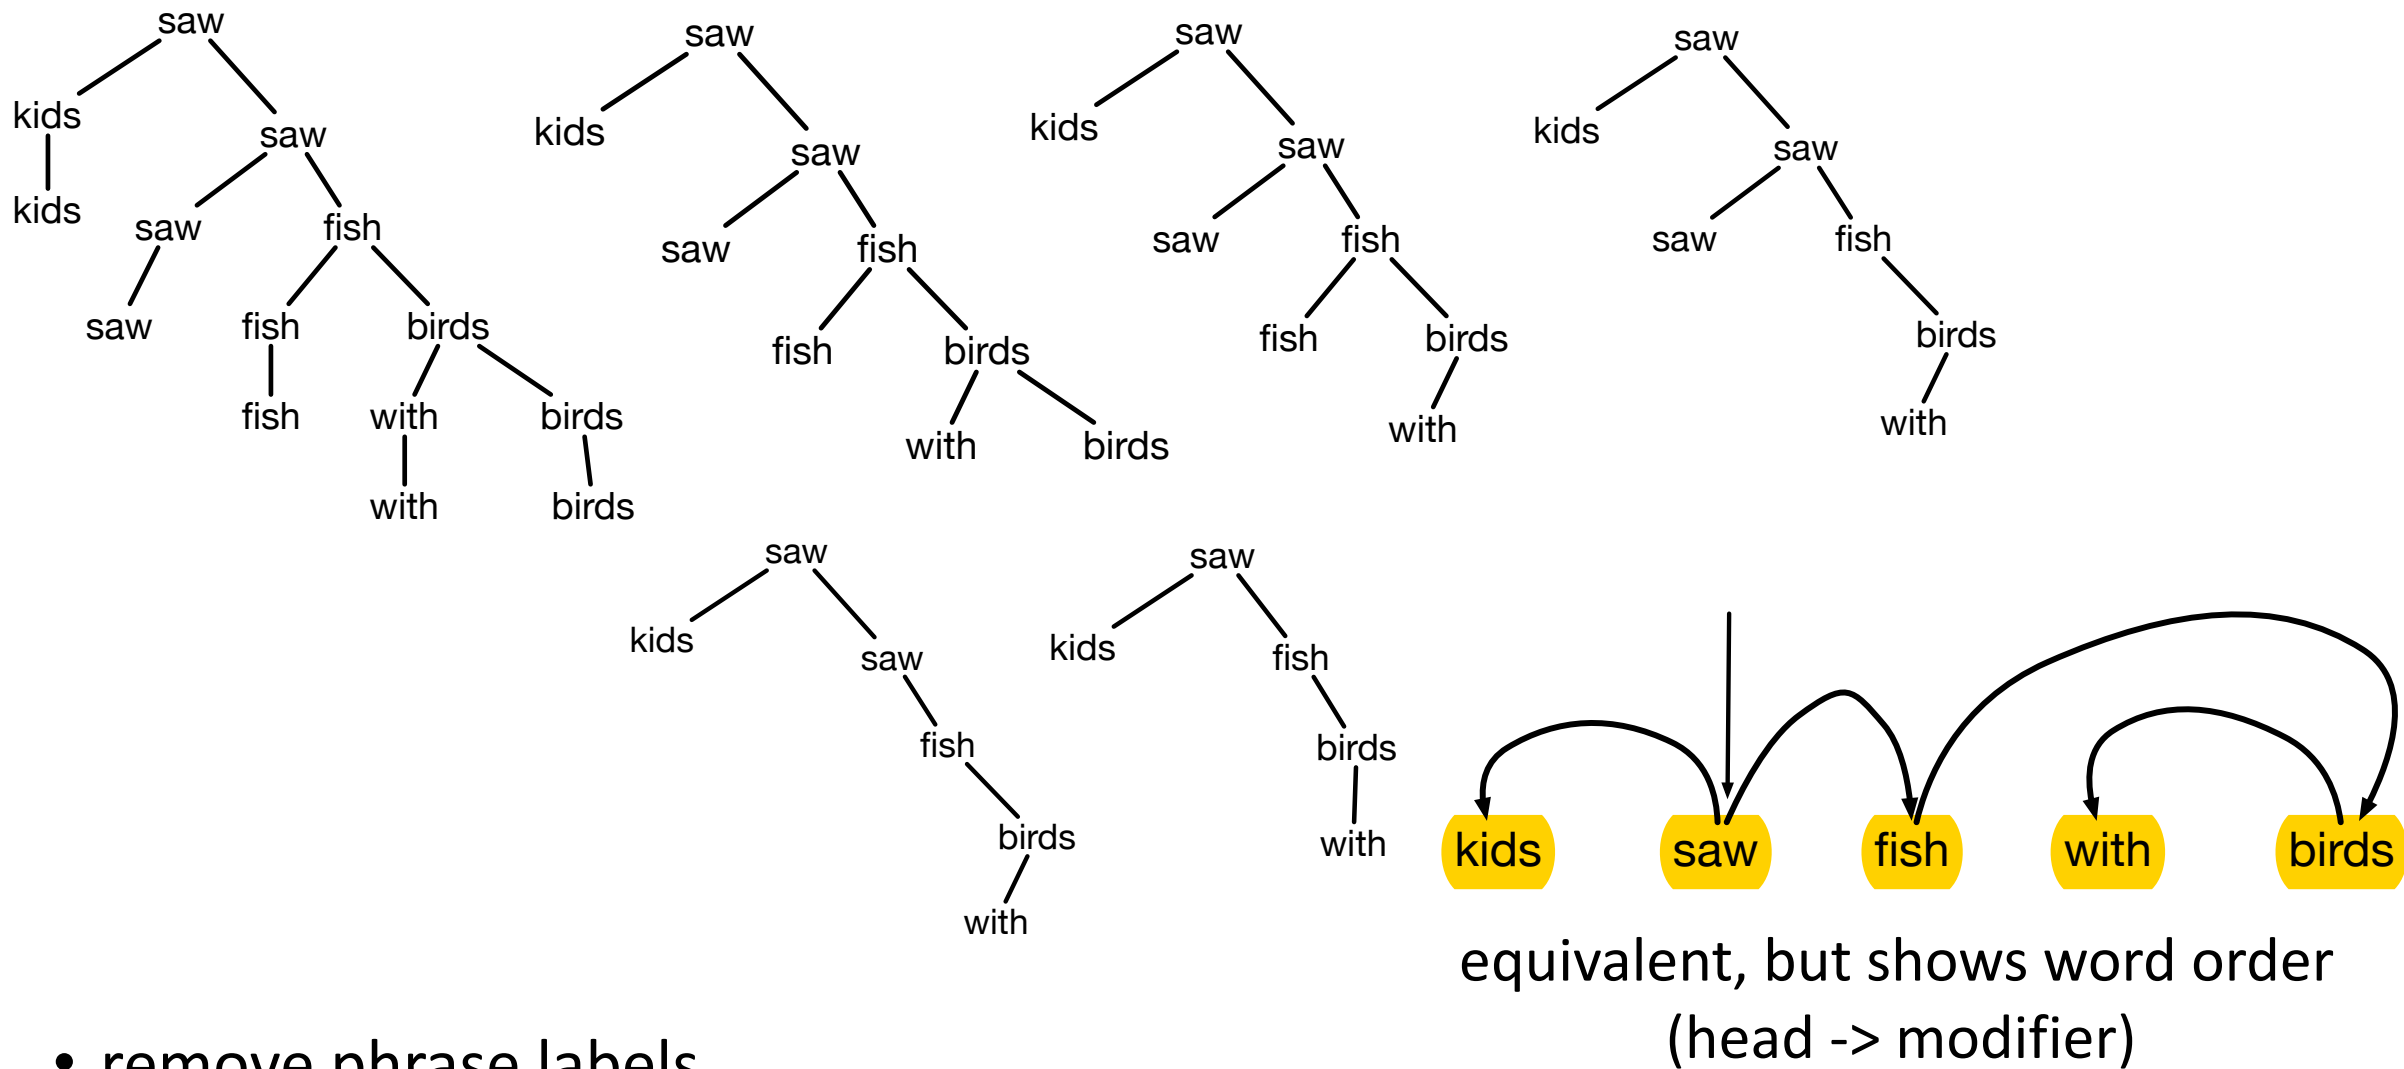 saw
kids
saw
kids
saw
fish
saw
fish
birds
fish
with
birds
with
birds
saw
kids
saw
saw
fish
fish
birds
with
birds
saw
kids
saw
saw
fish
fish
birds
with
saw
kids
saw
saw
fish
birds
with
saw
kids
saw
fish
birds
with
saw
kids
fish
birds
with
kids saw fish with birds
equivalent, but shows word order
(head -> modifier)
• remove phrase labels